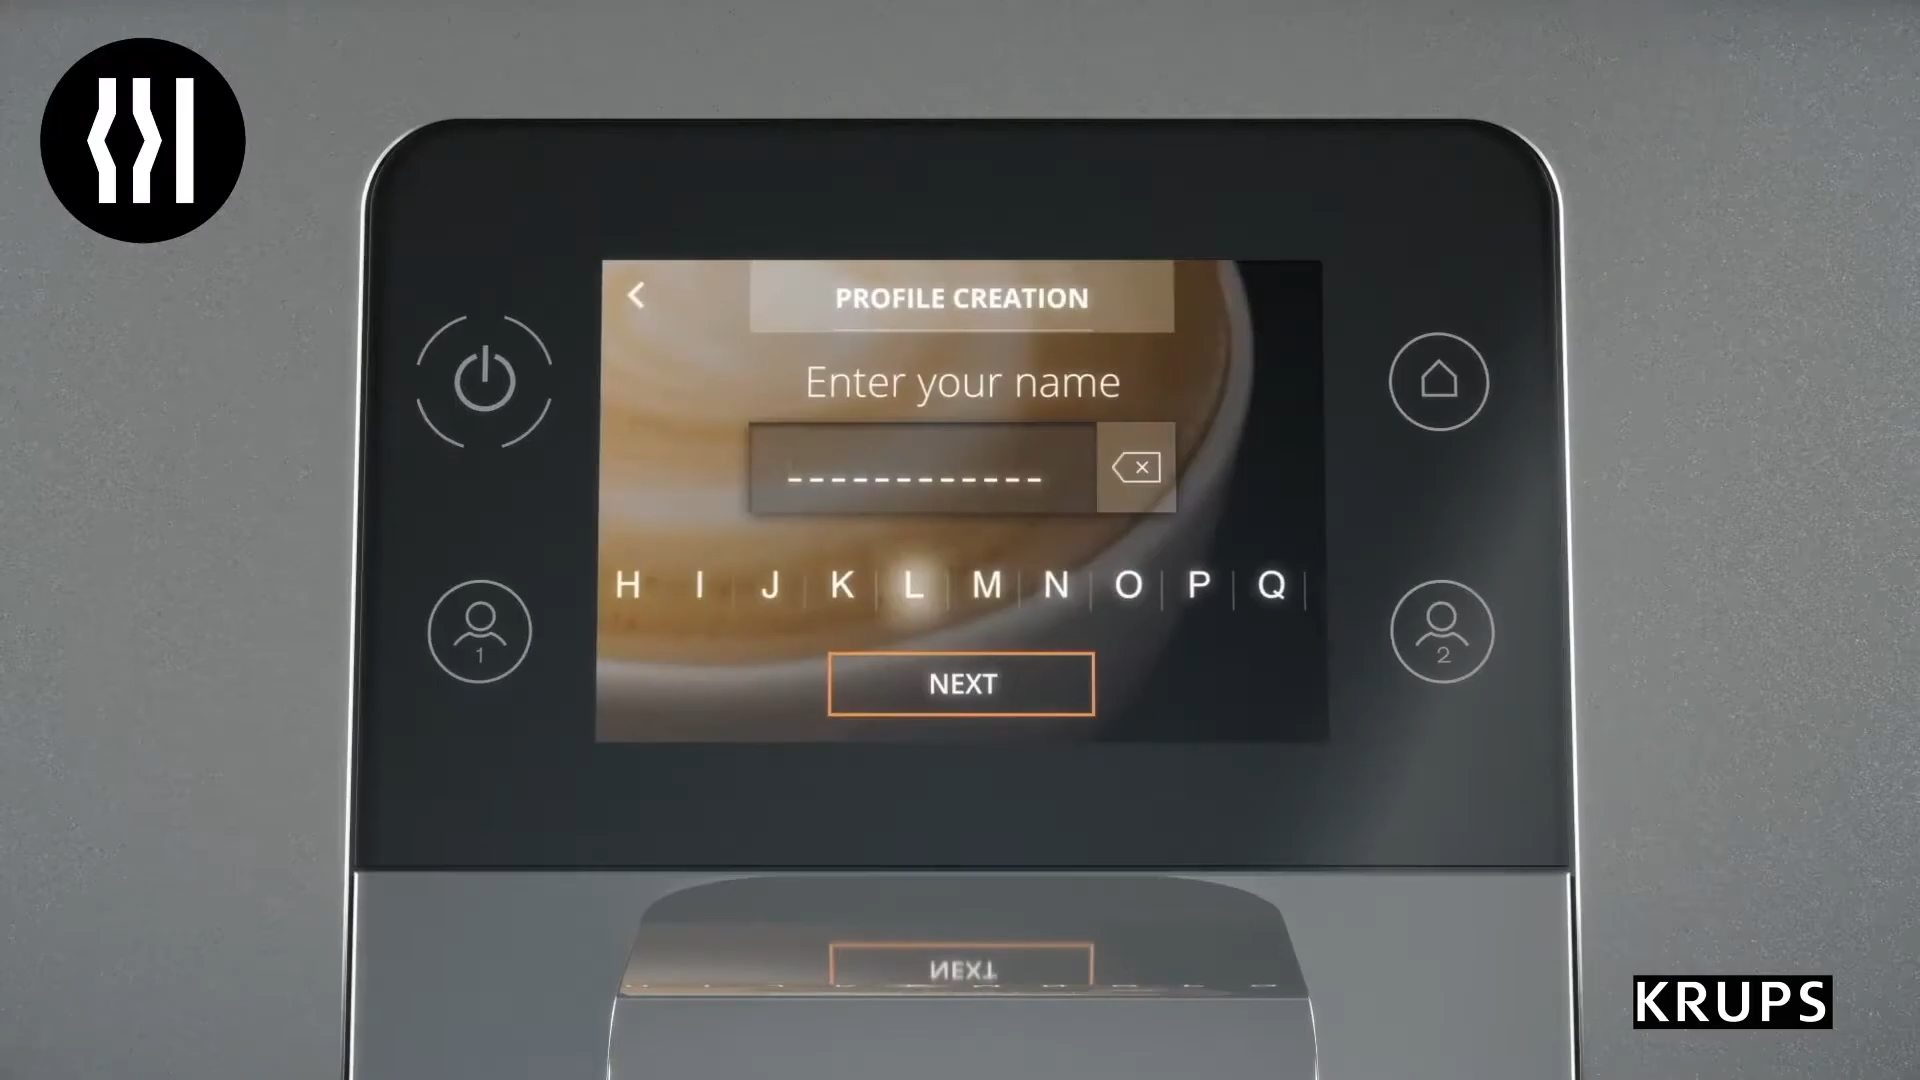 PROFILE CREATION
Enter your name
H I J K L M N O P Q
NEXT
1
2
NEXT
KRUPS